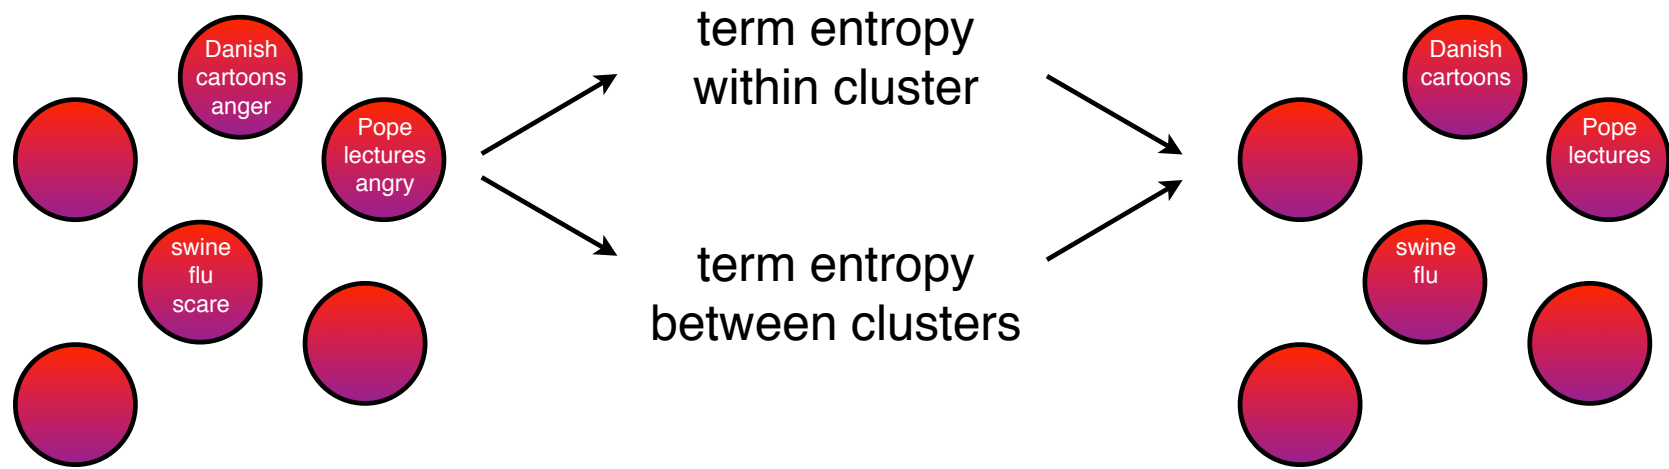 Danish
cartoons
anger
Pope
lectures
angry
swine
flu
scare
term entropy
within cluster
term entropy
between clusters
Danish
cartoons
Pope
lectures
swine
flu